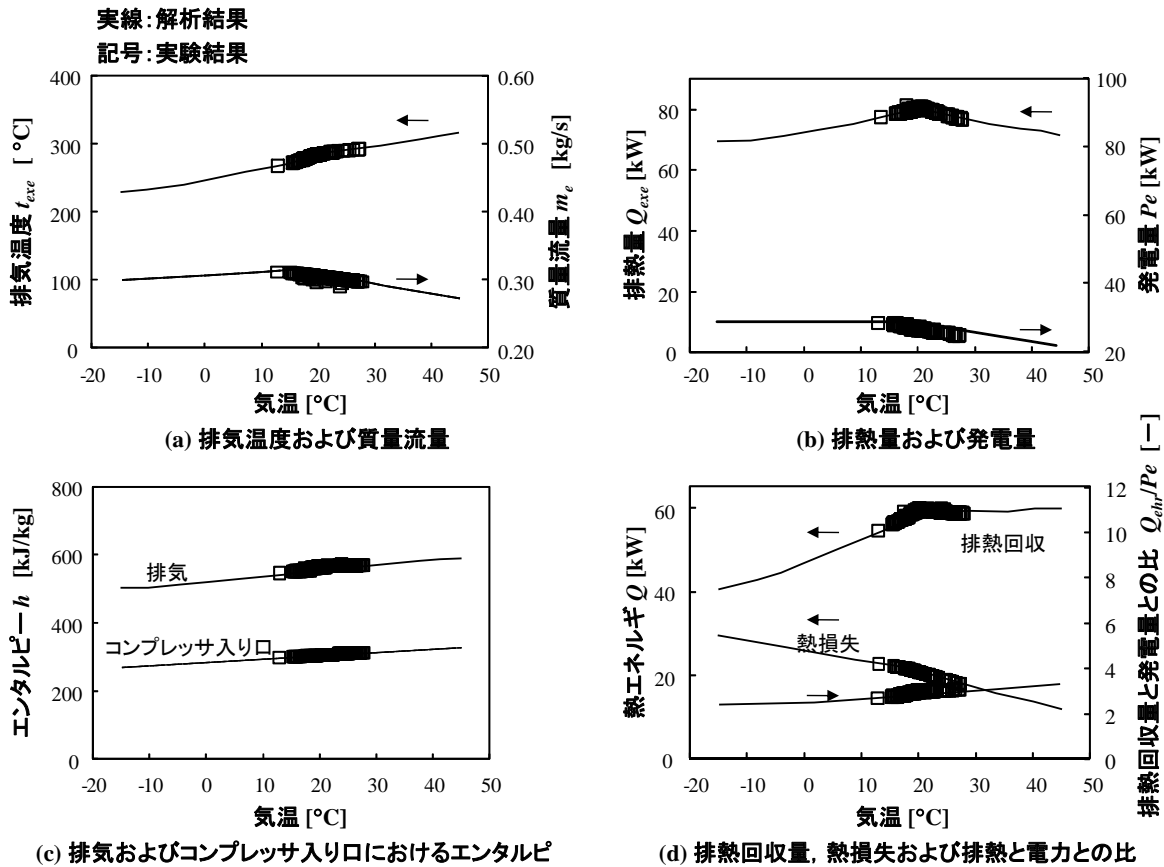 実線：解析結果
記号：実験結果
400
300
200
100
0
排気温度 t_exe [°C]
0.60
0.50
0.40
0.30
0.20
質量流量 m_e [kg/s]
-20 -10 0 10 20 30 40 50
気温 [°C]
(a) 排気温度および質量流量
80
60
40
20
0
排熱量 Q_exe [kW]
100
80
60
40
20
発電量 Pe [kW]
-20 -10 0 10 20 30 40 50
気温 [°C]
(b) 排熱量および発電量
800
600
400
200
0
エンタルピー h [kJ/kg]
排気
コンプレッサ入り口
-20 -10 0 10 20 30 40 50
気温 [°C]
(c) 排気およびコンプレッサ入り口におけるエンタルピ
60
40
20
0
熱エネルギ Q [kW]
排熱回収
熱損失
12
10
8
6
4
2
0
排熱回収量と発電量との比 Q_ehr/Pe [－]
-20 -10 0 10 20 30 40 50
気温 [°C]
(d) 排熱回収量，熱損失および排熱と電力との比